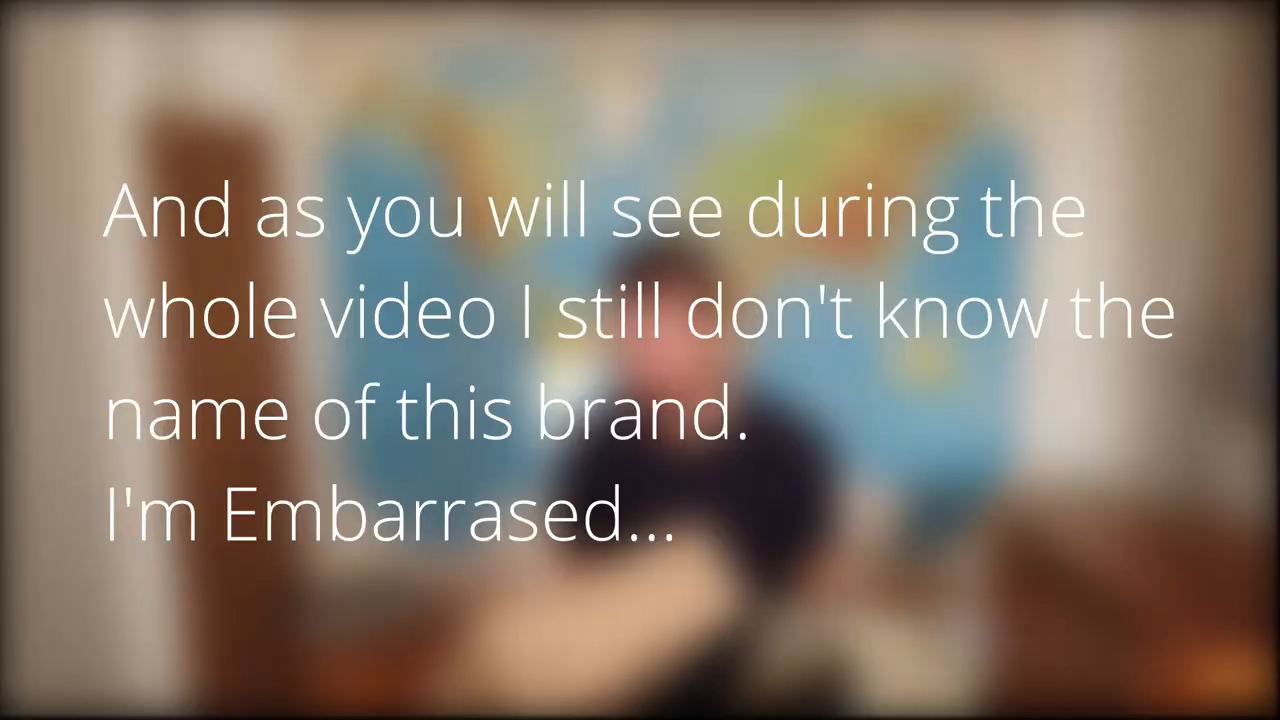 And as you will see during the
whole video I still don't know the
name of this brand.
I'm Embarrased...